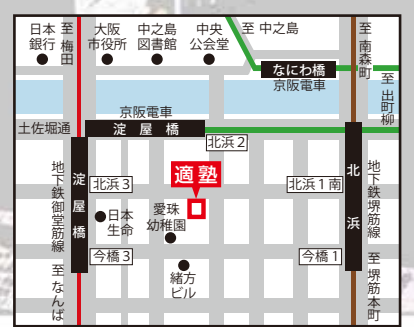 日本
銀行
至梅田
大阪
市役所
中之島
図書館
中央
公会堂
至 中之島
なにわ橋
京阪電車
至南森町
至出町柳
京阪電車
土佐堀通
淀屋橋
北浜2
地下鉄御堂筋線
至なんば
淀屋橋
北浜3
適塾
北浜1南
北浜
地下鉄堺筋線
至堺筋本町
日本
生命
愛珠
幼稚園
今橋3
今橋1
緒方
ビル